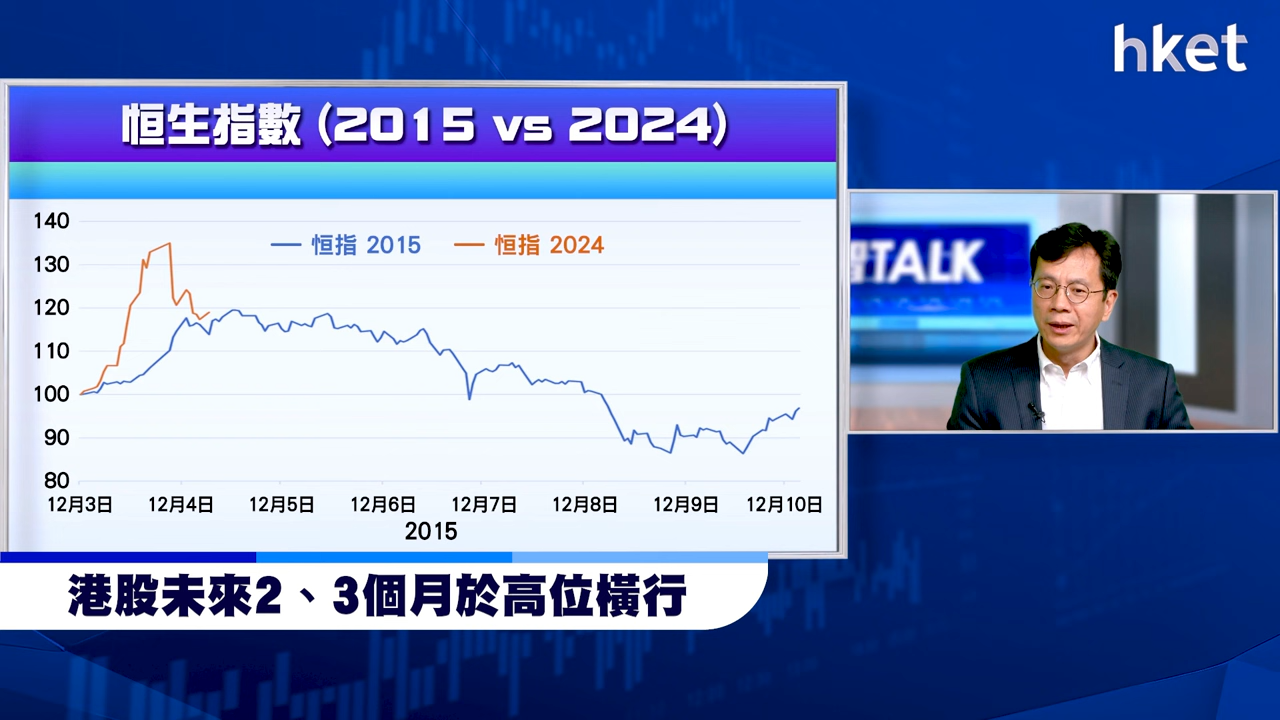 hket
恒生指數 (2015 vs 2024)
140
130
120
110
100
90
80
恒指 2015
恒指 2024
12月3日
12月4日
12月5日
12月6日
12月7日
12月8日
12月9日
12月10日
2015
TALK
港股未來2、3個月於高位橫行